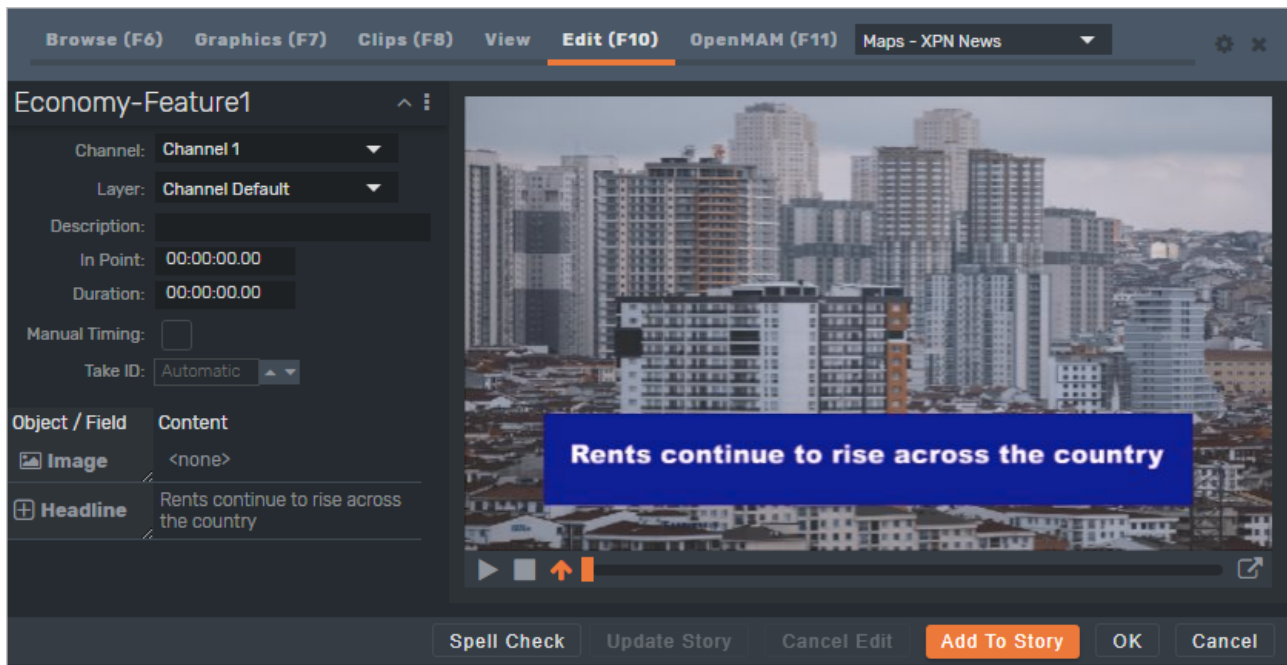 Browse (F6) Graphics (F7) Clips (F8) View Edit (F10) OpenMAM (F11) Maps - XPN News
Economy-Feature1
Channel: Channel 1
Layer: Channel Default
Description:
In Point: 00:00:00.00
Duration: 00:00:00.00
Manual Timing:
Take ID: Automatic
Object / Field Content
Image <none>
Headline Rents continue to rise across
the country
Rents continue to rise across the country
Spell Check Update Story Cancel Edit Add To Story OK Cancel